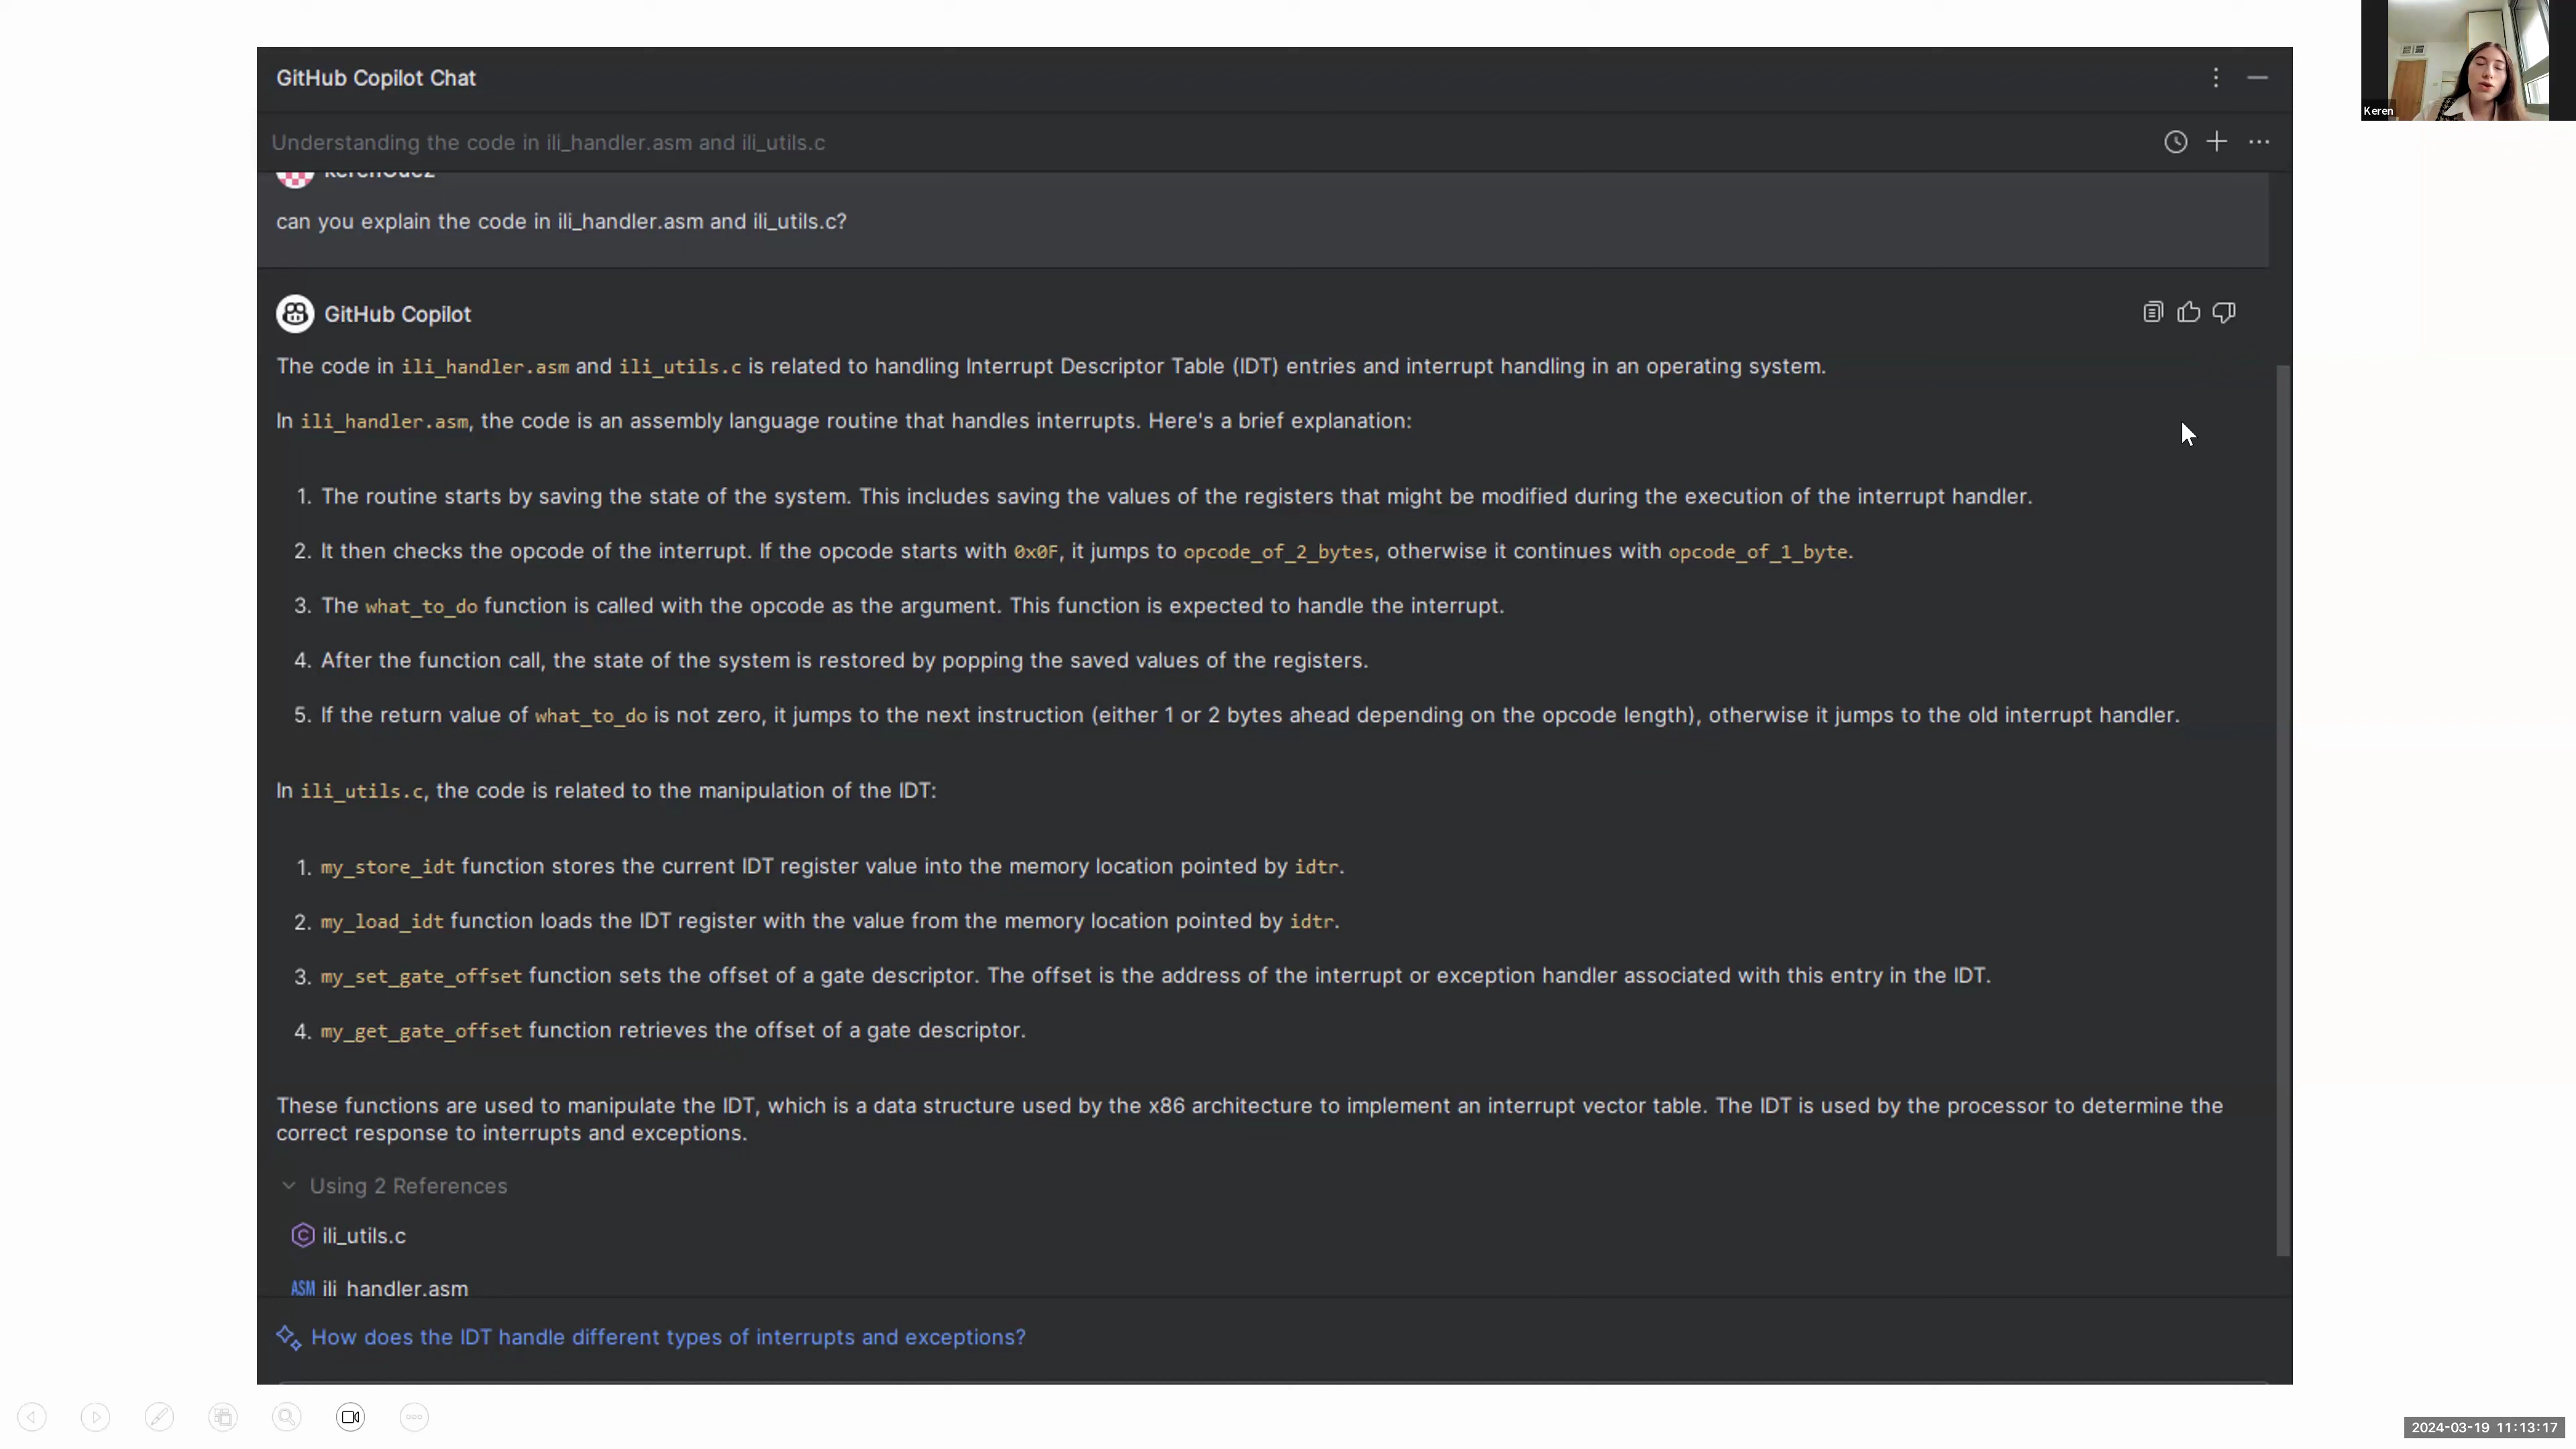 GitHub Copilot Chat
Understanding the code in ili_handler.asm and ili_utils.c
can you explain the code in ili_handler.asm and ili_utils.c?
GitHub Copilot
The code in ili_handler.asm and ili_utils.c is related to handling Interrupt Descriptor Table (IDT) entries and interrupt handling in an operating system.
In ili_handler.asm, the code is an assembly language routine that handles interrupts. Here's a brief explanation:
1. The routine starts by saving the state of the system. This includes saving the values of the registers that might be modified during the execution of the interrupt handler.
2. It then checks the opcode of the interrupt. If the opcode starts with 0x0F, it jumps to opcode_of_2_bytes, otherwise it continues with opcode_of_1_byte.
3. The what_to_do function is called with the opcode as the argument. This function is expected to handle the interrupt.
4. After the function call, the state of the system is restored by popping the saved values of the registers.
5. If the return value of what_to_do is not zero, it jumps to the next instruction (either 1 or 2 bytes ahead depending on the opcode length), otherwise it jumps to the old interrupt handler.
In ili_utils.c, the code is related to the manipulation of the IDT:
1. my_store_idt function stores the current IDT register value into the memory location pointed by idtr.
2. my_load_idt function loads the IDT register with the value from the memory location pointed by idtr.
3. my_set_gate_offset function sets the offset of a gate descriptor. The offset is the address of the interrupt or exception handler associated with this entry in the IDT.
4. my_get_gate_offset function retrieves the offset of a gate descriptor.
These functions are used to manipulate the IDT, which is a data structure used by the x86 architecture to implement an interrupt vector table. The IDT is used by the processor to determine the
correct response to interrupts and exceptions.
Using 2 References
ili_utils.c
ASM ili_handler.asm
How does the IDT handle different types of interrupts and exceptions?
Keren
2024-03-19 11:13:17